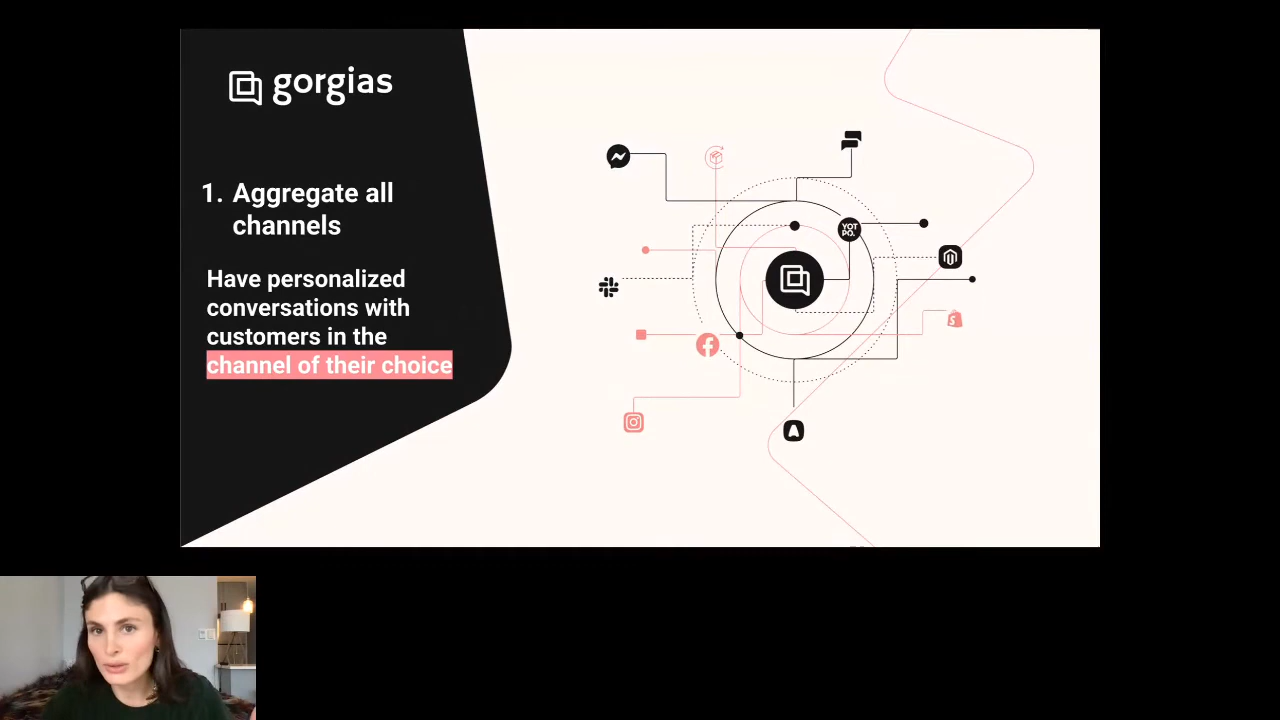 gorgias
1. Aggregate all
channels
Have personalized
conversations with
customers in the
channel of their choice
YOT
PO.